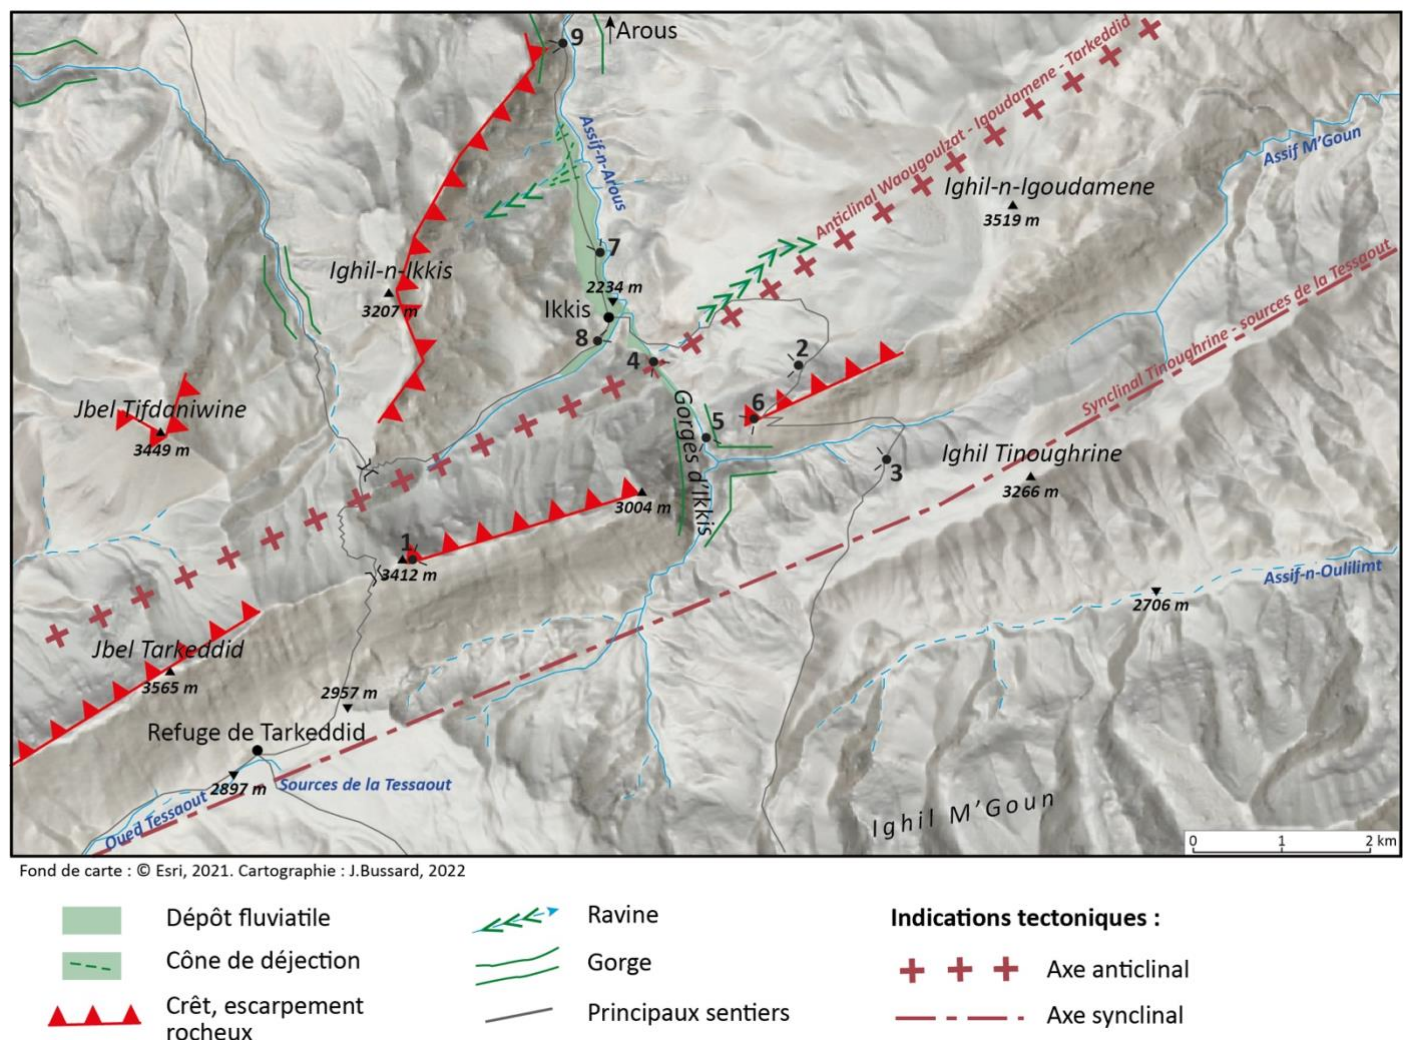 9
Arous
Anticlinal Waougoulzat - Igoudamene - Tarkeddid
Assif-n-Arous
Assif M'Goun
Ighil-n-Igoudamene
3519 m
7
Ighil-n-Ikkis
3207 m
2234 m
Ikkis
8
4
2
Synclinal Tinoughrine - sources de la Tessaout
Jbel Tifdaniwine
3449 m
Gorges d'Ikkis
5
6
3
Ighil Tinoughrine
3266 m
3004 m
1
3412 m
Assif-n-Oulilimt
2706 m
Jbel Tarkeddid
3565 m
2957 m
Refuge de Tarkeddid
2897 m
Sources de la Tessaout
Oued Tessaout
Ighil M'Goun
0 1 2 km
Fond de carte : © Esri, 2021. Cartographie : J.Bussard, 2022
Dépôt fluviatile
Cône de déjection
Crêt, escarpement
rocheux
Ravine
Gorge
Principaux sentiers
Indications tectoniques :
Axe anticlinal
Axe synclinal